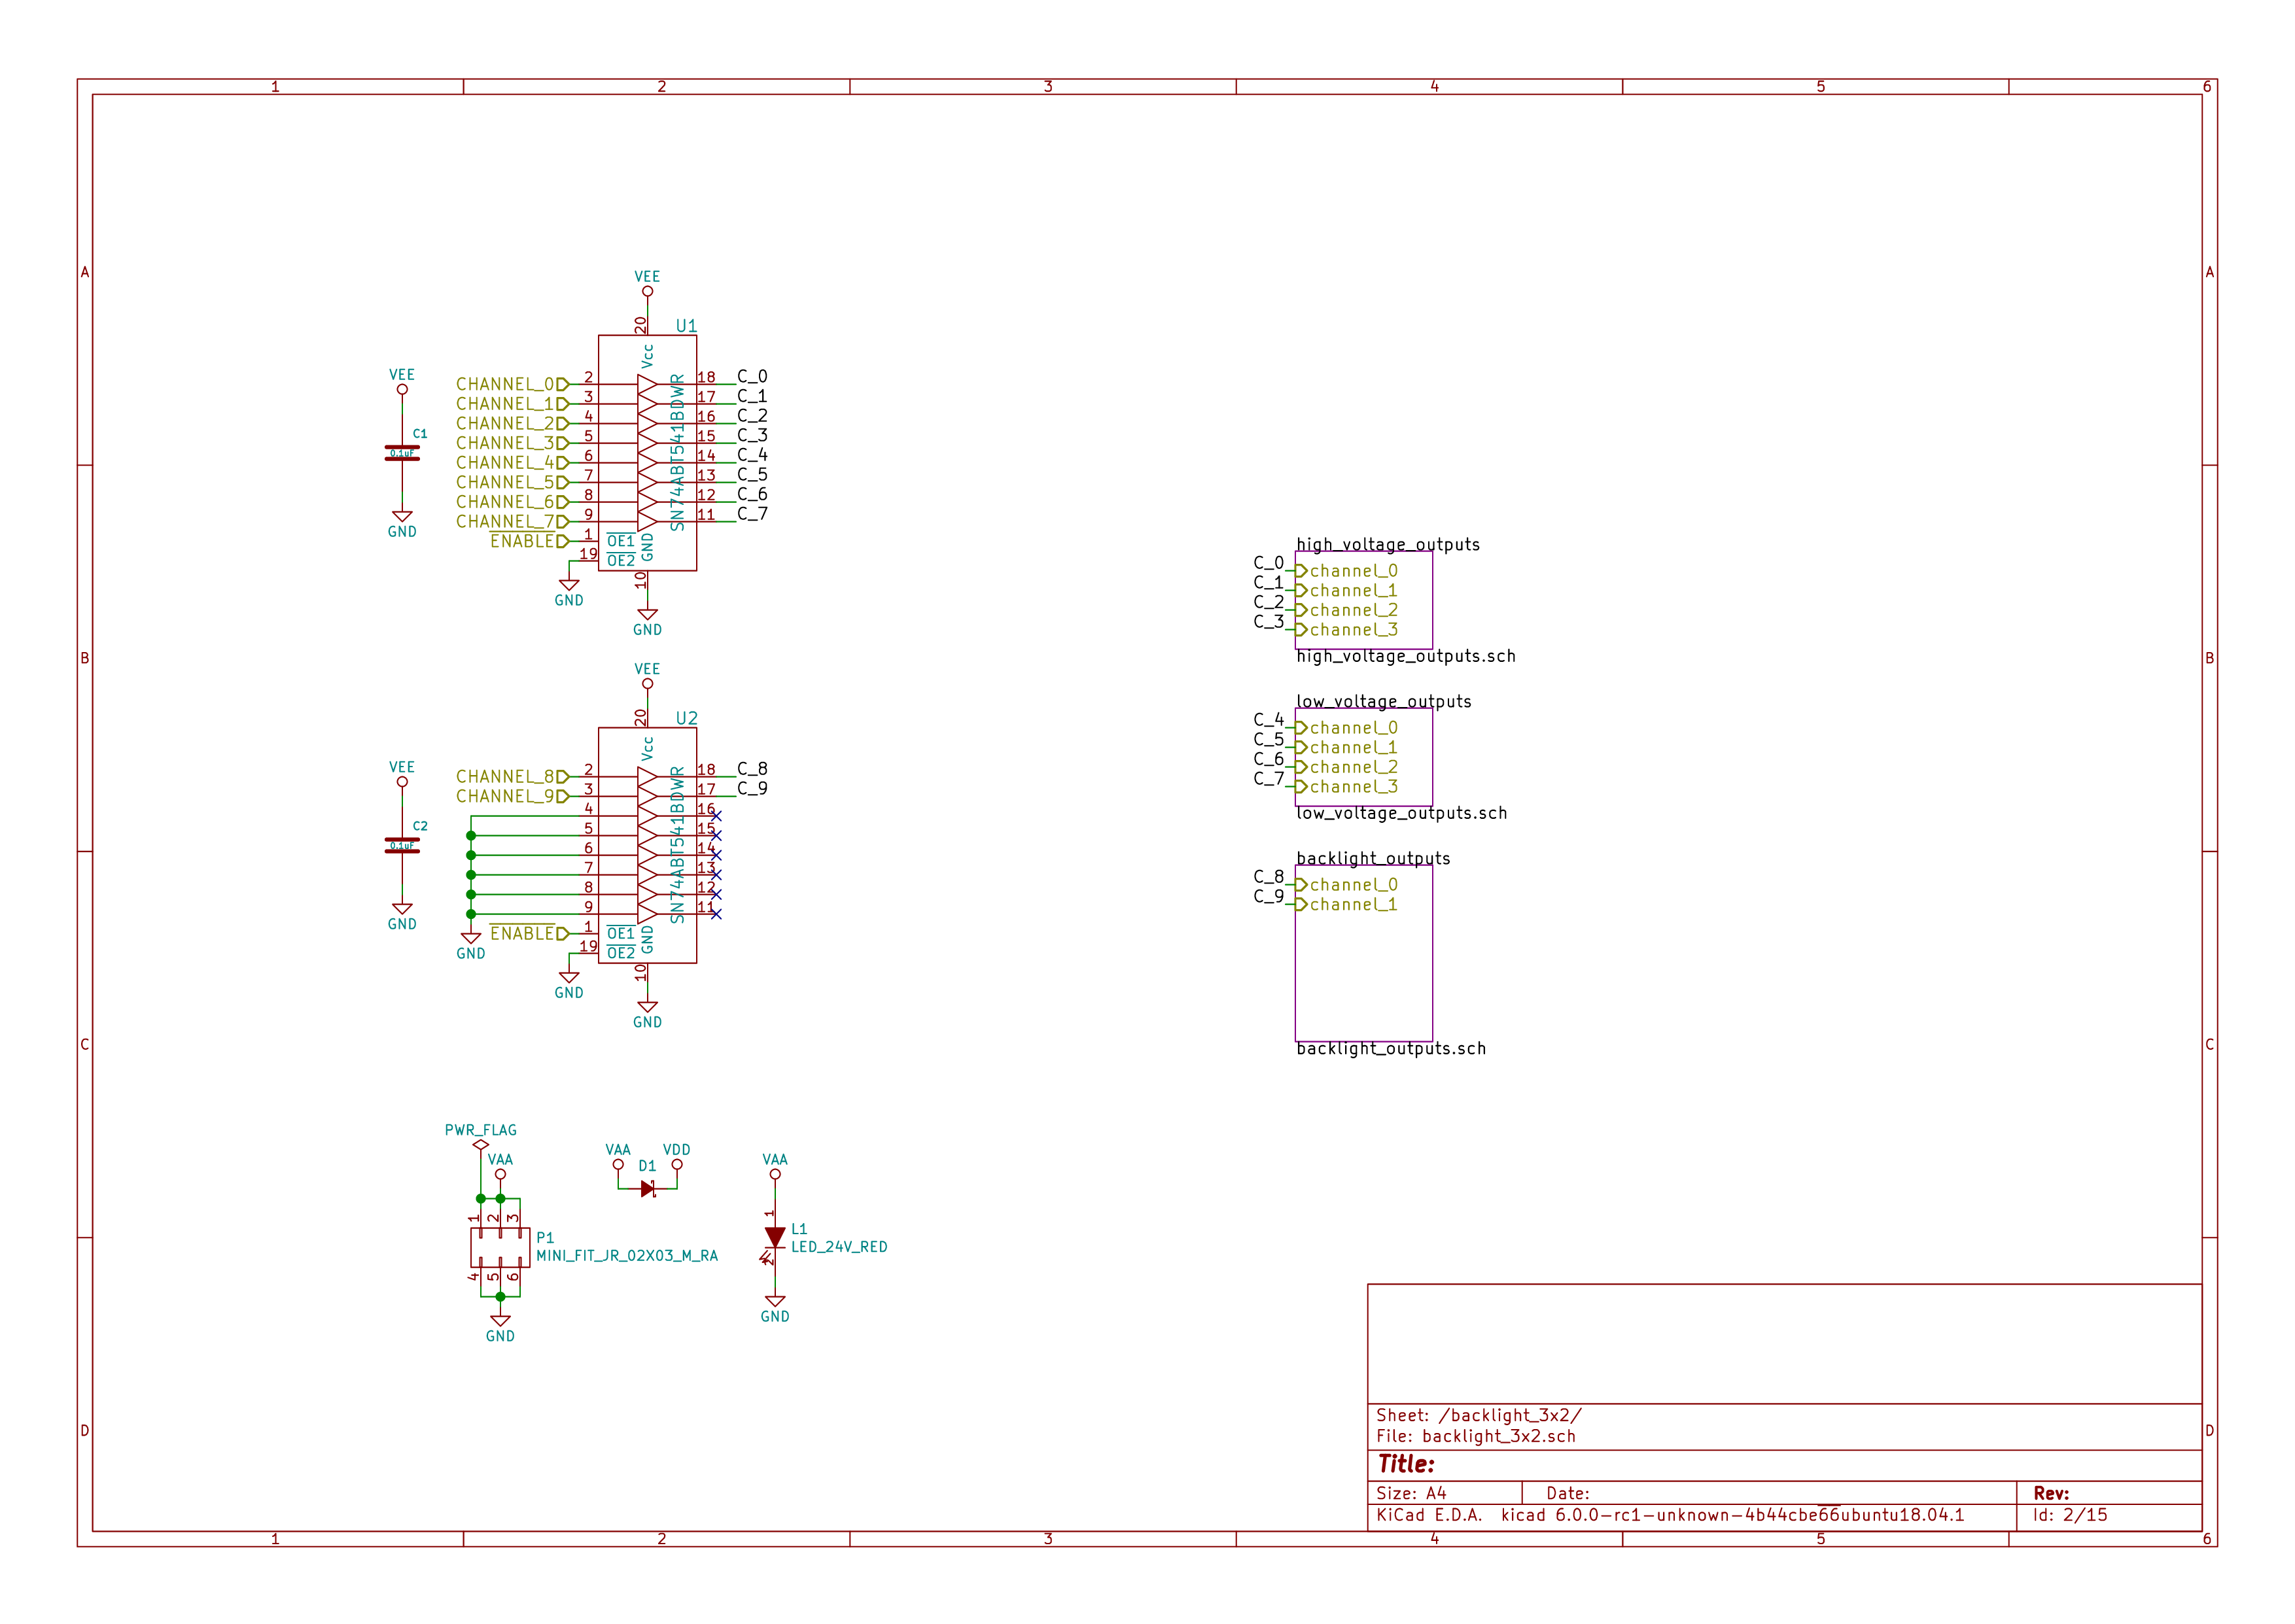 1 2 3 4 5 6
A A
B B
C C
D D
VEE
20
U1
Vcc
VEE
C1
0.1uF
GND
CHANNEL_0 2 18 C_0
CHANNEL_1 3 17 C_1
CHANNEL_2 4 16 C_2
CHANNEL_3 5 15 C_3
CHANNEL_4 6 14 C_4
CHANNEL_5 7 13 C_5
CHANNEL_6 8 12 C_6
CHANNEL_7 9 11 C_7
ENABLE 1 OE1
19 OE2
SN74ABT541BDWR
GND
10
GND
GND
VEE
20
U2
Vcc
VEE
C2
0.1uF
GND
CHANNEL_8 2 18 C_8
CHANNEL_9 3 17 C_9
4 16
5 15
6 14
7 13
8 12
9 11
ENABLE 1 OE1
19 OE2
SN74ABT541BDWR
GND
10
GND
GND
GND
high_voltage_outputs
C_0 channel_0
C_1 channel_1
C_2 channel_2
C_3 channel_3
high_voltage_outputs.sch
low_voltage_outputs
C_4 channel_0
C_5 channel_1
C_6 channel_2
C_7 channel_3
low_voltage_outputs.sch
backlight_outputs
C_8 channel_0
C_9 channel_1
backlight_outputs.sch
PWR_FLAG
VAA
1 2 3
P1
MINI_FIT_JR_02X03_M_RA
4 5 6
GND
VAA D1 VDD
VAA
1
L1
LED_24V_RED
2
GND
Sheet: /backlight_3x2/
File: backlight_3x2.sch
Title:
Size: A4 Date: Rev:
KiCad E.D.A. kicad 6.0.0-rc1-unknown-4b44cbe66ubuntu18.04.1 Id: 2/15
1 2 3 4 5 6